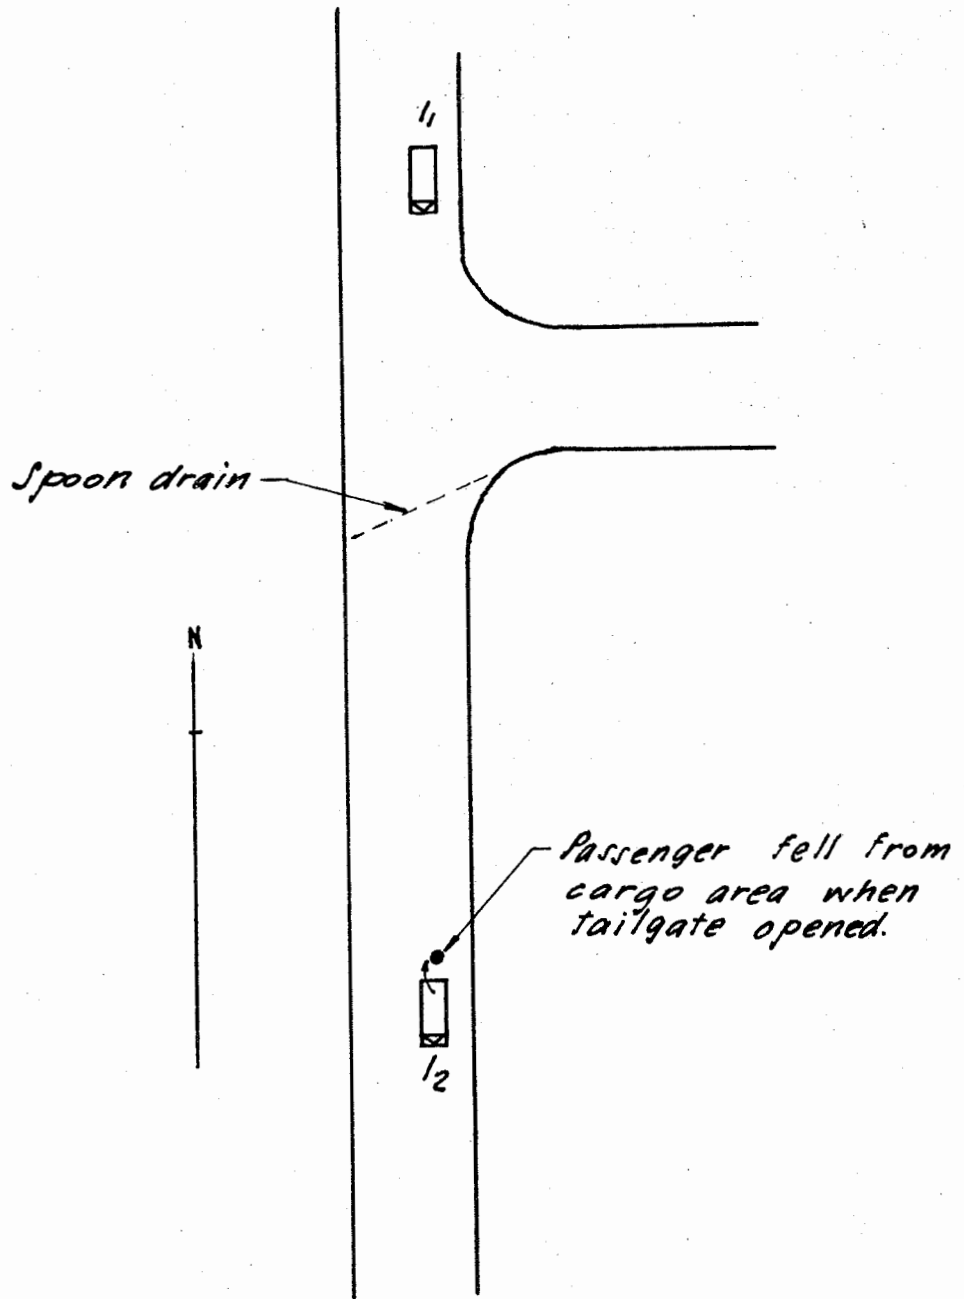 1₁
Spoon drain
N
Passenger fell from
cargo area when
tailgate opened.
1₂